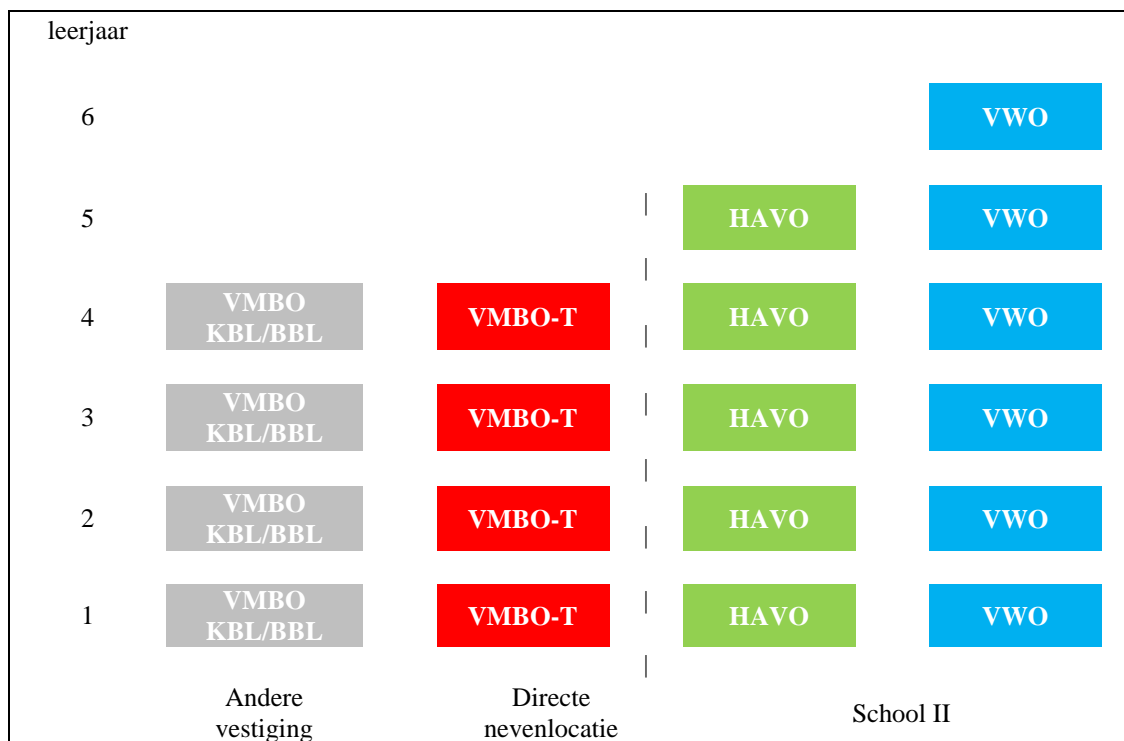 leerjaar
6 VWO
5 HAVO VWO
VMBO
4 KBL/BBL VMBO-T HAVO VWO
VMBO
3 KBL/BBL VMBO-T HAVO VWO
VMBO
2 KBL/BBL VMBO-T HAVO VWO
VMBO
1 KBL/BBL VMBO-T HAVO VWO
Andere
vestiging
Directe
nevenlocatie
School II